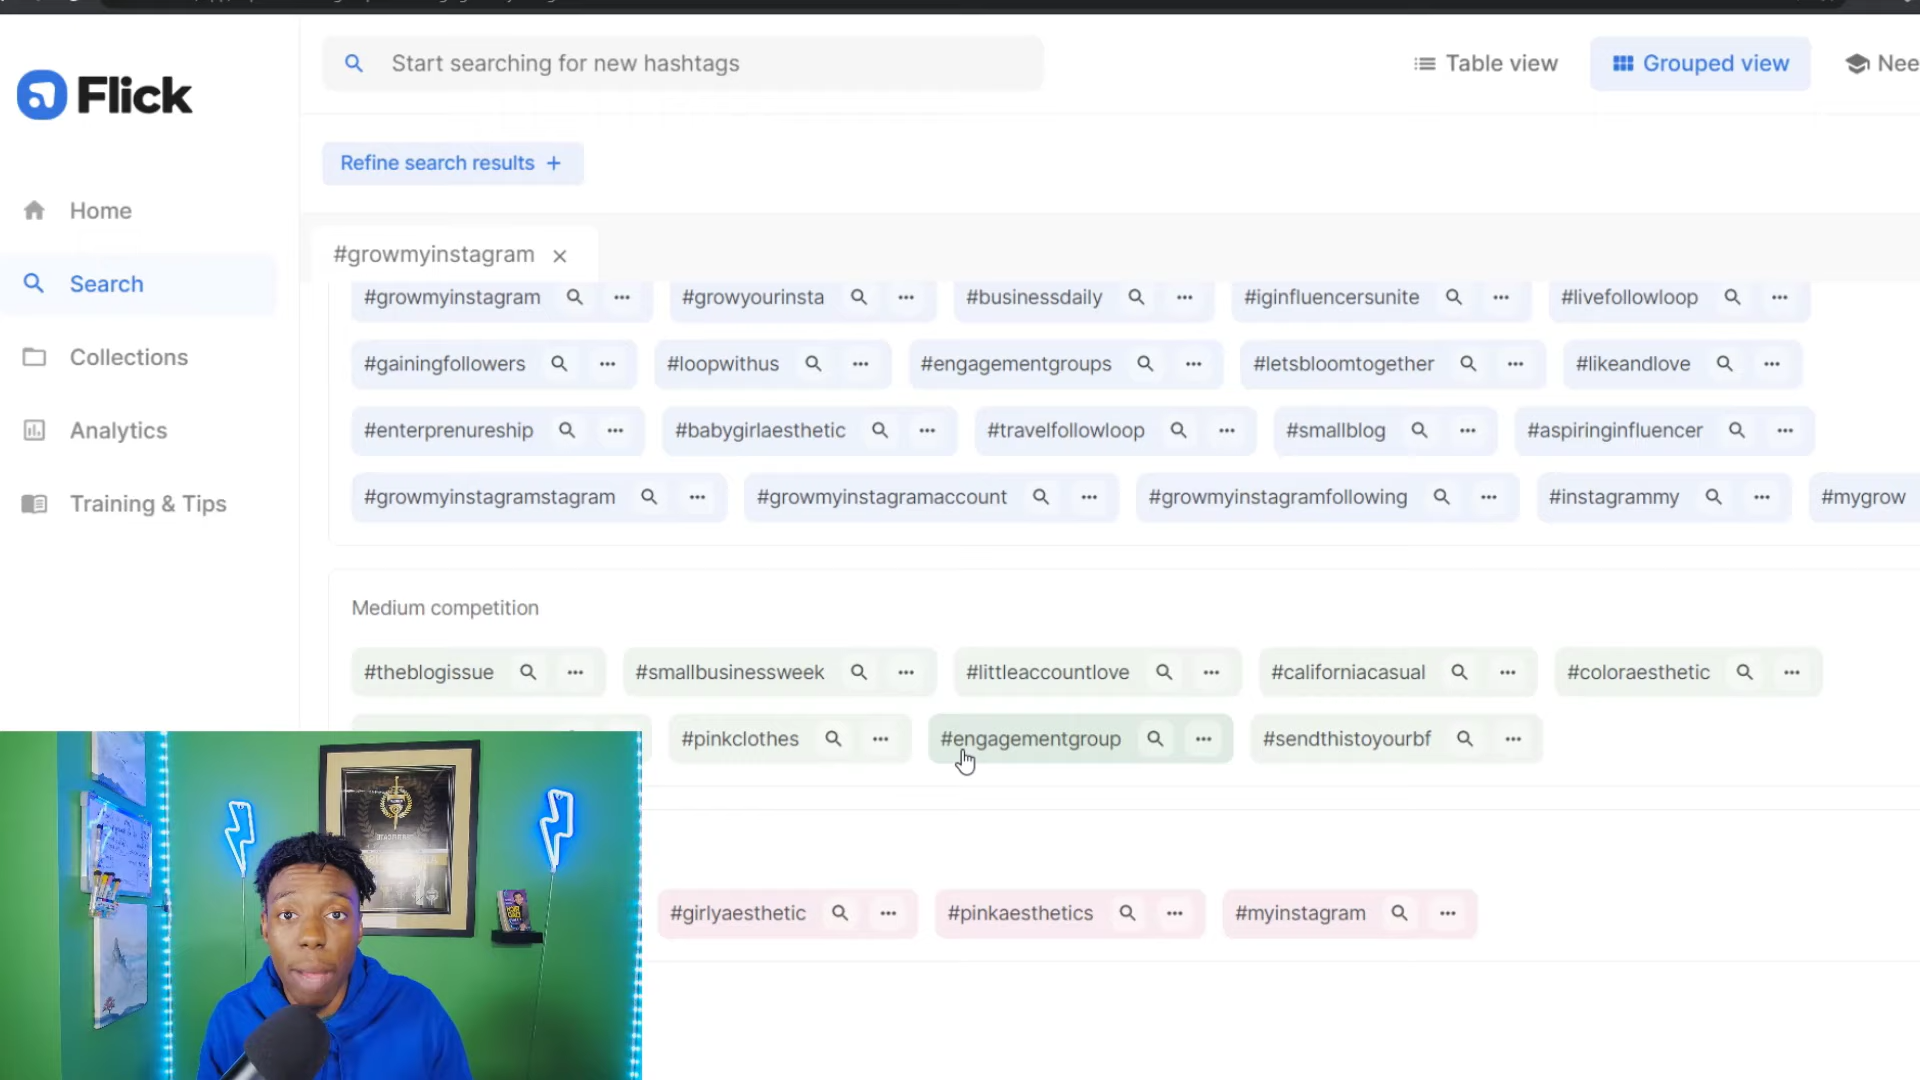 Flick
Start searching for new hashtags
Table view
Grouped view
Nee
Refine search results +
Home
Search
Collections
Analytics
Training & Tips
#growmyinstagram
#growmyinstagram #growyourinsta #businessdaily #iginfluencersunite #livefollowloop
#gainingfollowers #loopwithus #engagementgroups #letsbloomtogether #likeandlove
#enterprenureship #babygirlaesthetic #travelfollowloop #smallblog #aspiringinfluencer
#growmyinstagramstagram #growmyinstagramaccount #growmyinstagramfollowing #instagrammy #mygrow
Medium competition
#theblogissue #smallbusinessweek #littleaccountlove #californiacasual #coloraesthetic
#pinkclothes #engagementgroup #sendthistoyourbf
#girlyaesthetic #pinkaesthetics #myinstagram